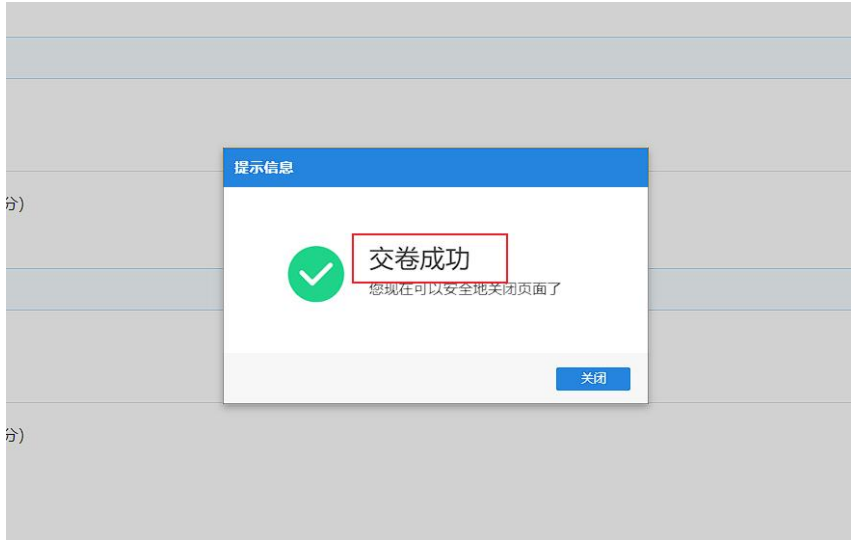 提示信息
分)
交卷成功
您现在可以安全地关闭页面了
关闭
分)